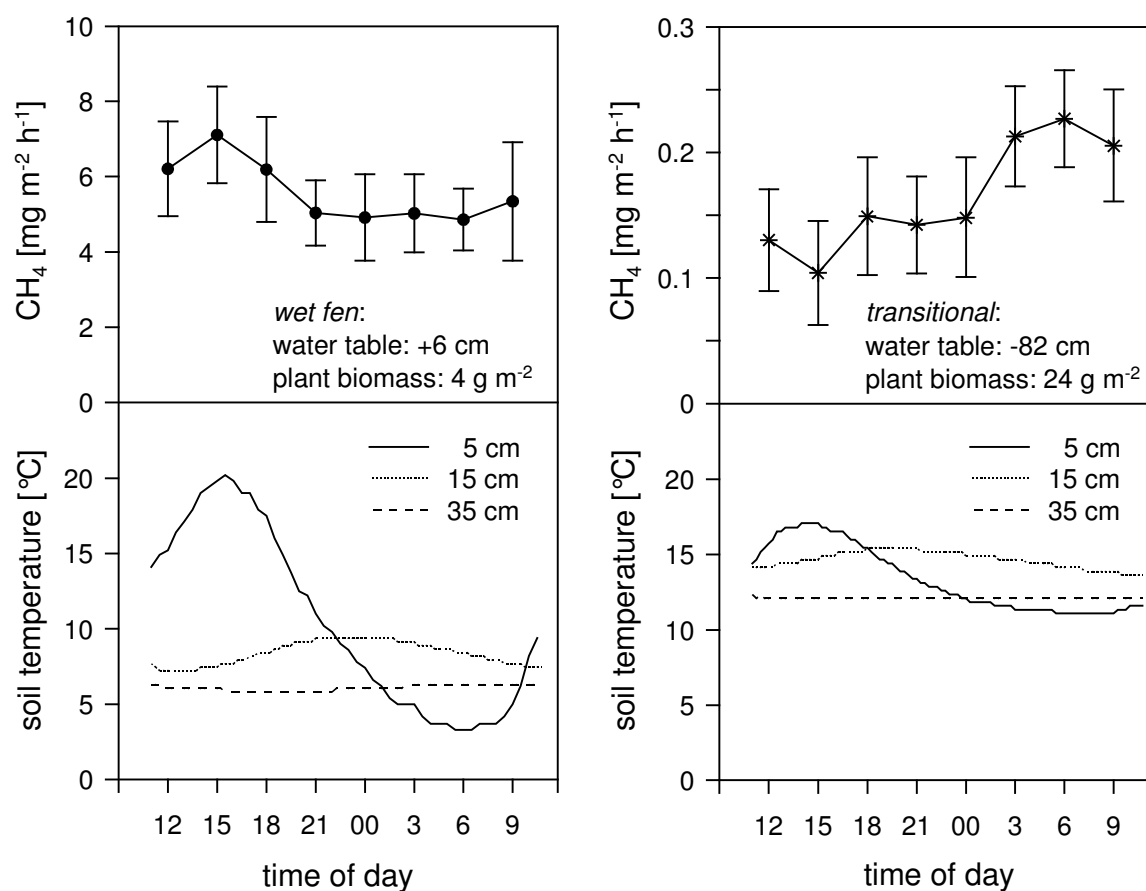 10
8
6
4
2
0
CH₄ [mg m⁻² h⁻¹]
wet fen:
water table: +6 cm
plant biomass: 4 g m⁻²
0.3
0.2
0.1
0
CH₄ [mg m⁻² h⁻¹]
transitional:
water table: -82 cm
plant biomass: 24 g m⁻²
20
15
10
5
0
soil temperature [°C]
5 cm
15 cm
35 cm
12 15 18 21 00 3 6 9
time of day
20
15
10
5
0
soil temperature [°C]
5 cm
15 cm
35 cm
12 15 18 21 00 3 6 9
time of day